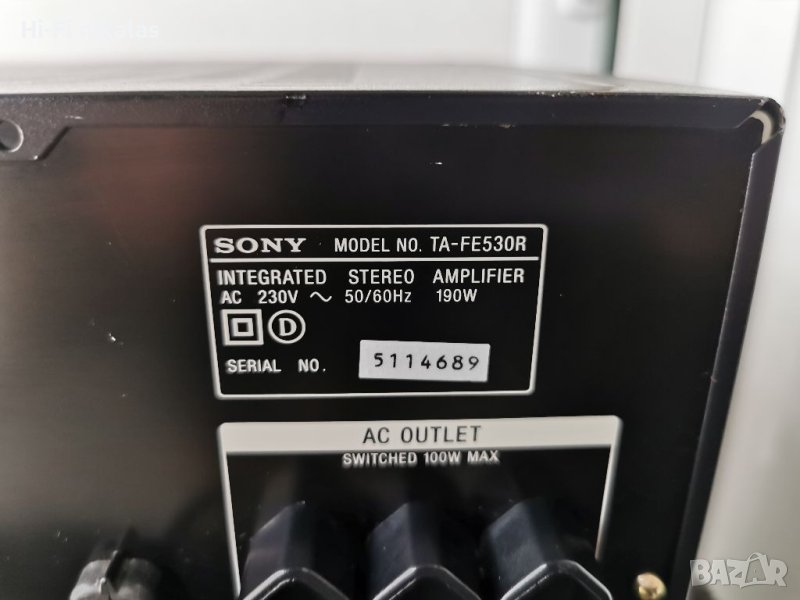 SONY MODEL NO. TA-FE530R
INTEGRATED STEREO AMPLIFIER
AC 230V ~ 50/60Hz 190W
D
SERIAL NO. 5114689
AC OUTLET
SWITCHED 100W MAX
BAZAR